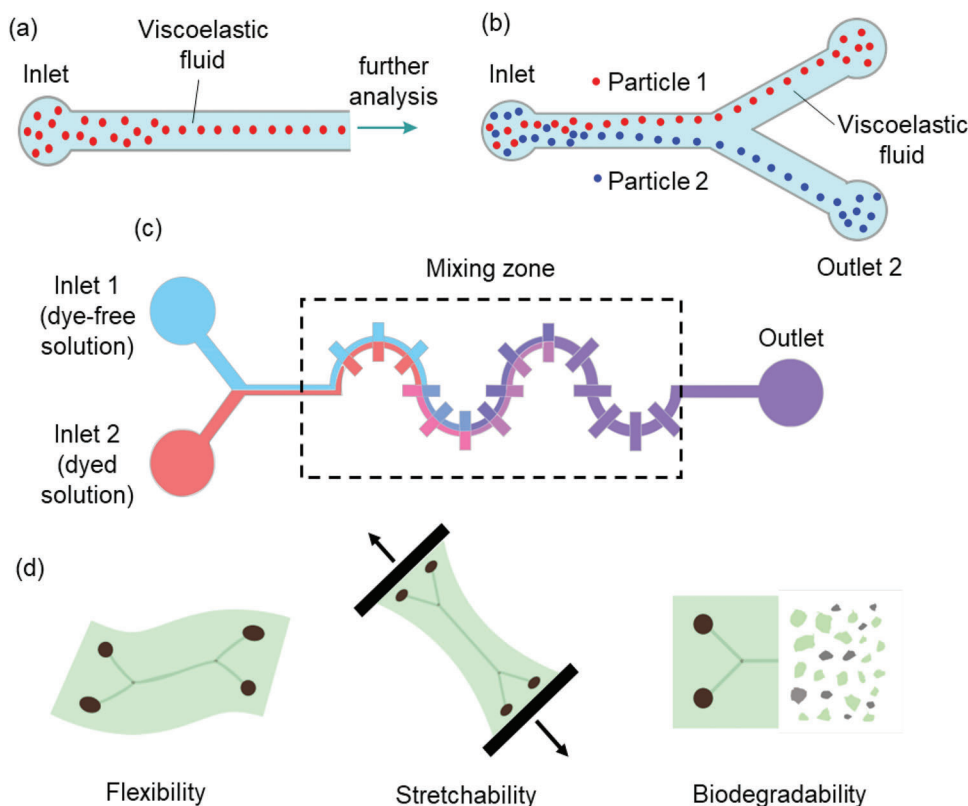 (a)
Viscoelastic
fluid
Inlet
further
analysis
(b)
Inlet
Particle 1
Viscoelastic
fluid
Particle 2
Outlet 2
(c)
Mixing zone
Inlet 1
(dye-free
solution)
Outlet
Inlet 2
(dyed
solution)
(d)
Flexibility
Stretchability
Biodegradability